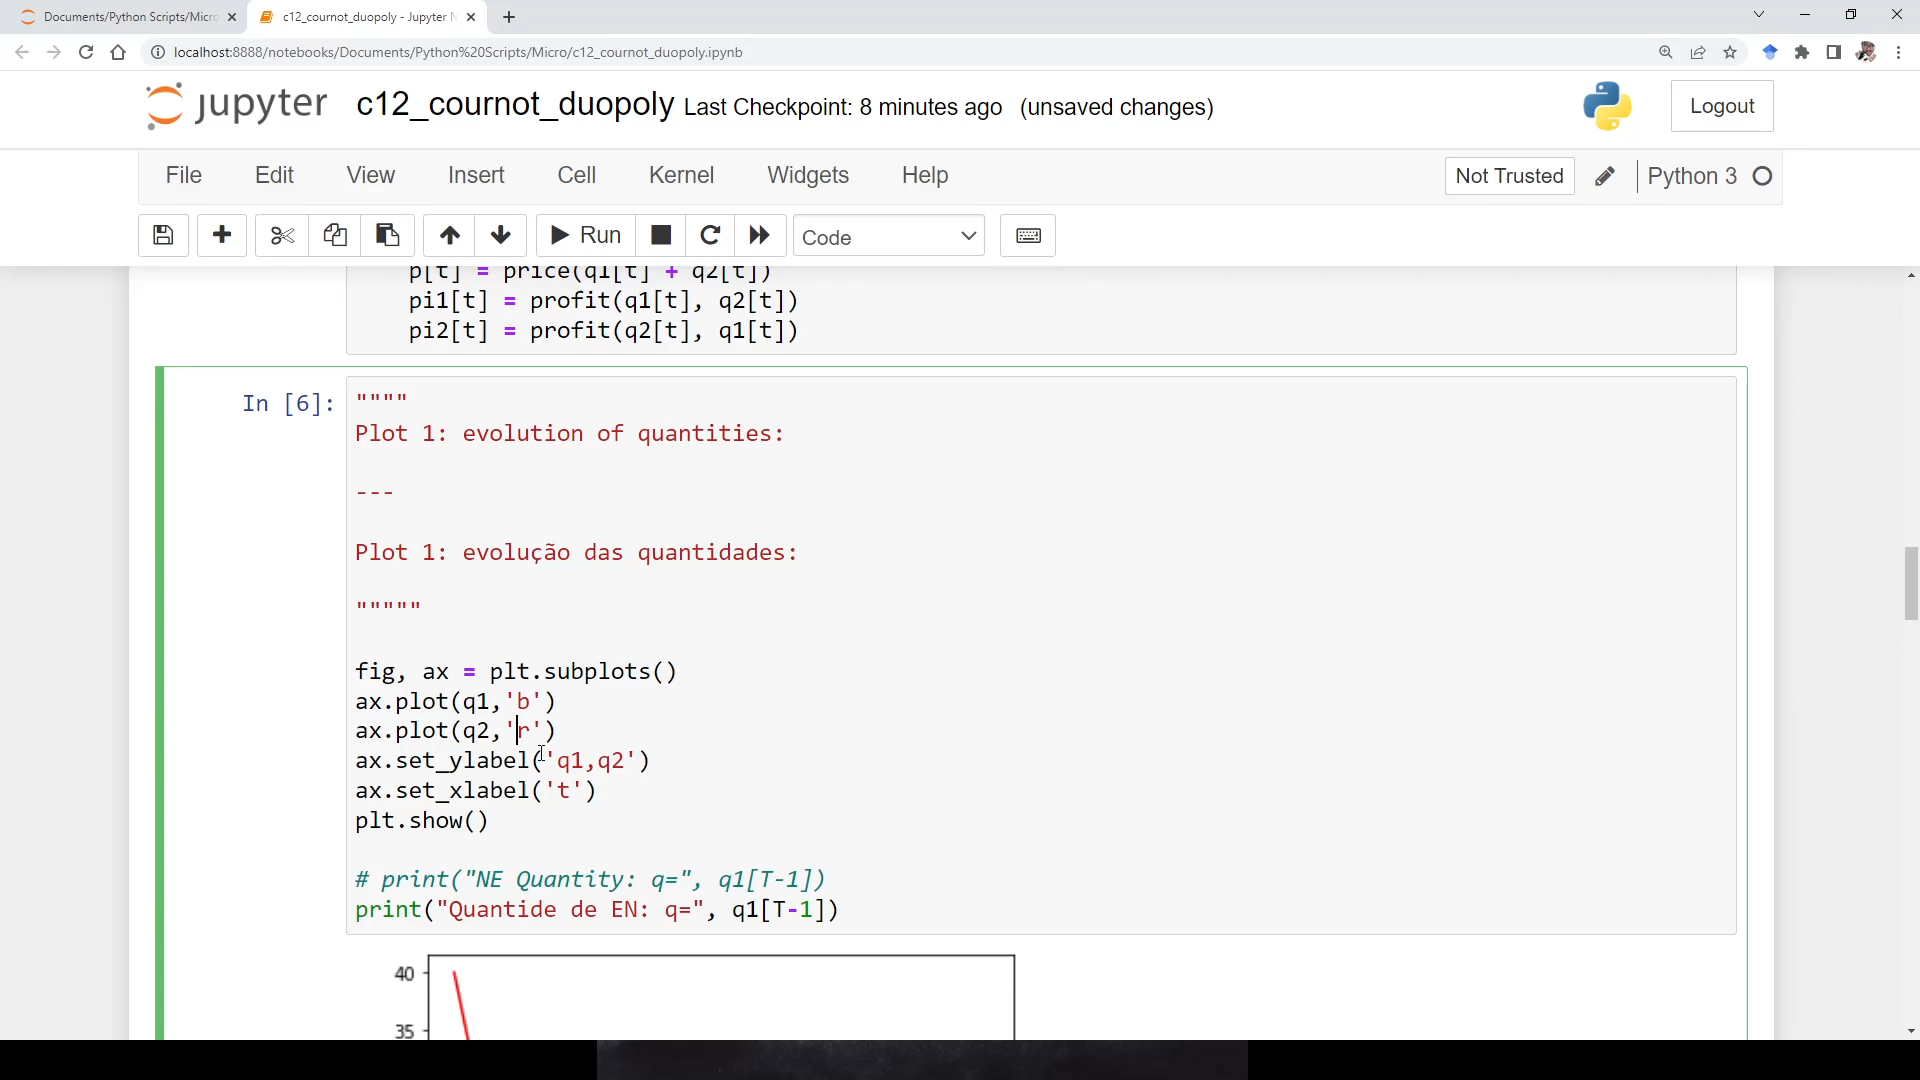 Documents/Python Scripts/Micro
c12_cournot_duopoly - Jupyter N
localhost:8888/notebooks/Documents/Python%20Scripts/Micro/c12_cournot_duopoly.ipynb
jupyter c12_cournot_duopoly Last Checkpoint: 8 minutes ago (unsaved changes)
Logout
File Edit View Insert Cell Kernel Widgets Help
Not Trusted
Python 3
Run
Code
p[t] = price(q1[t] + q2[t])
pi1[t] = profit(q1[t], q2[t])
pi2[t] = profit(q2[t], q1[t])
In [6]:
""""
Plot 1: evolution of quantities:
---
Plot 1: evolução das quantidades:
"""""
fig, ax = plt.subplots()
ax.plot(q1,'b')
ax.plot(q2,'r')
ax.set_ylabel('q1,q2')
ax.set_xlabel('t')
plt.show()
# print("NE Quantity: q=", q1[T-1])
print("Quantide de EN: q=", q1[T-1])
40
35